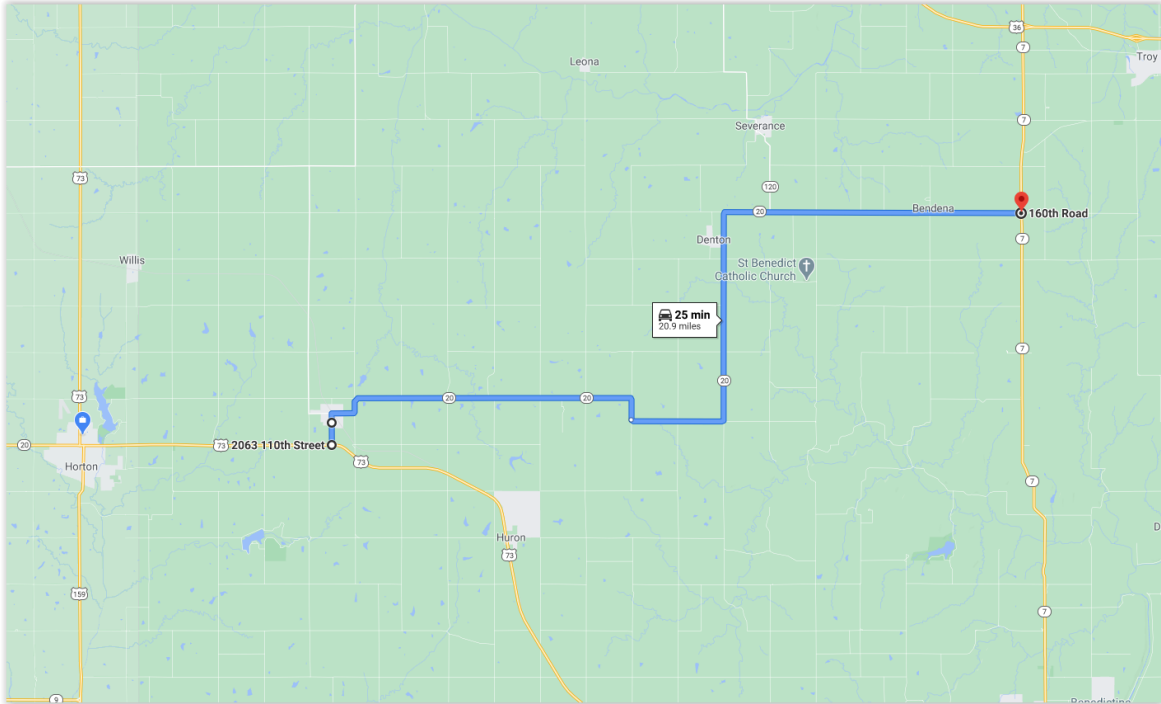 36
7
Troy
Leona
7
Severance
73
120
20
Bendena
160th Road
Denton
7
St Benedict
Catholic Church
Willis
25 min
20.9 miles
7
20
73
20
20
20
73
2063 110th Street
73
Horton
7
Huron
73
159
7
9